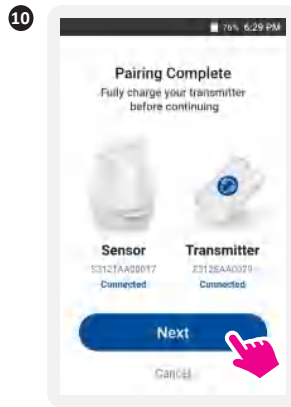 10
76% 6:29 PM
Pairing Complete
Fully charge your transmitter
before continuing
Sensor Transmitter
Connected Connected
Next
Cancel